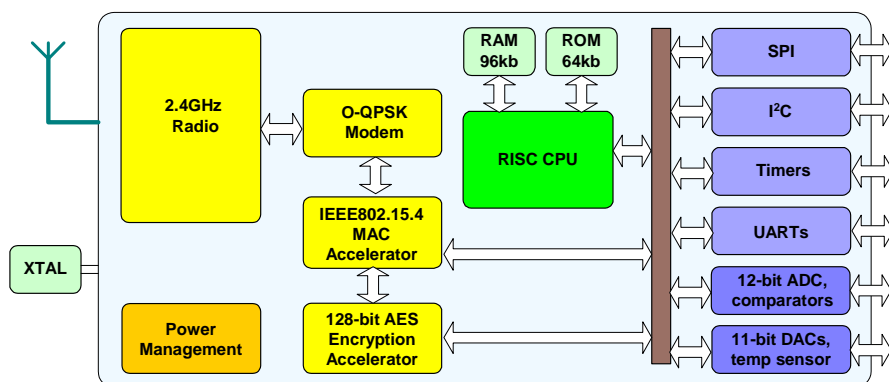 2.4GHz
Radio
O-QPSK
Modem
IEEE802.15.4
MAC
Accelerator
128-bit AES
Encryption
Accelerator
Power
Management
XTAL
RAM
96kb
ROM
64kb
RISC CPU
SPI
I²C
Timers
UARTs
12-bit ADC,
comparators
11-bit DACs,
temp sensor